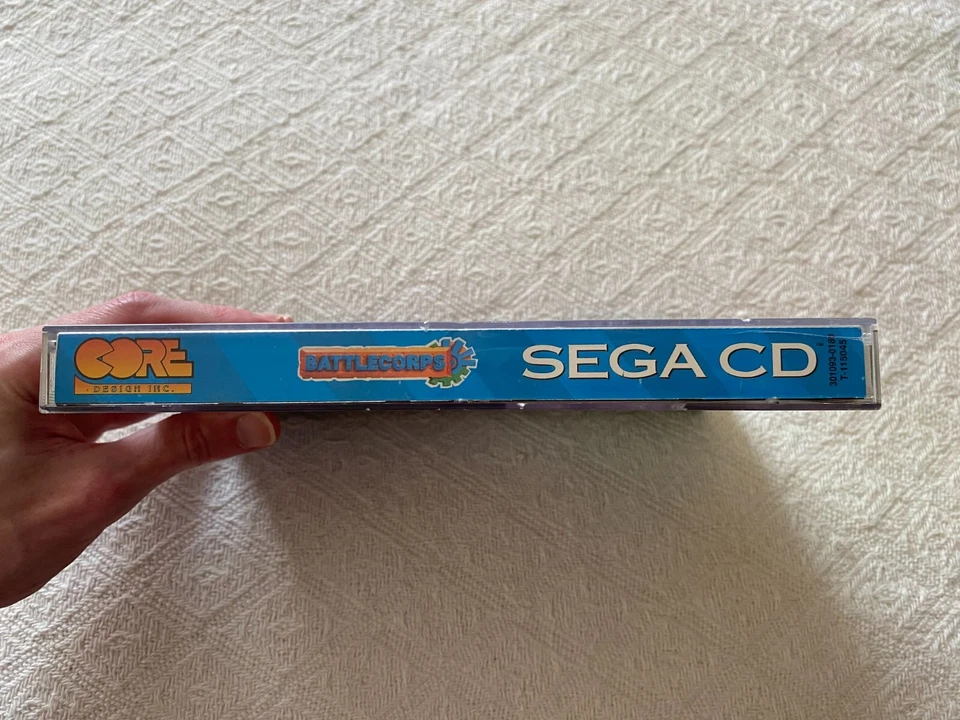 CORE
DESIGN INC.
BATTLECORPS
SEGA CD
T-115045